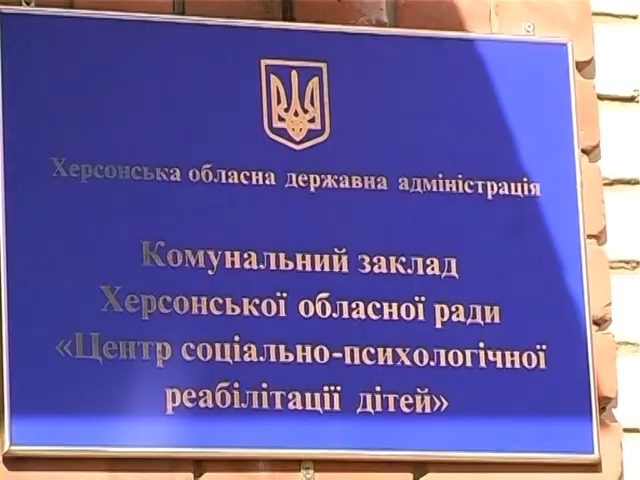 Херсонська обласна державна адміністрація
Комунальний заклад
Херсонської обласної ради
«Центр соціально-психологічної
реабілітації дітей»